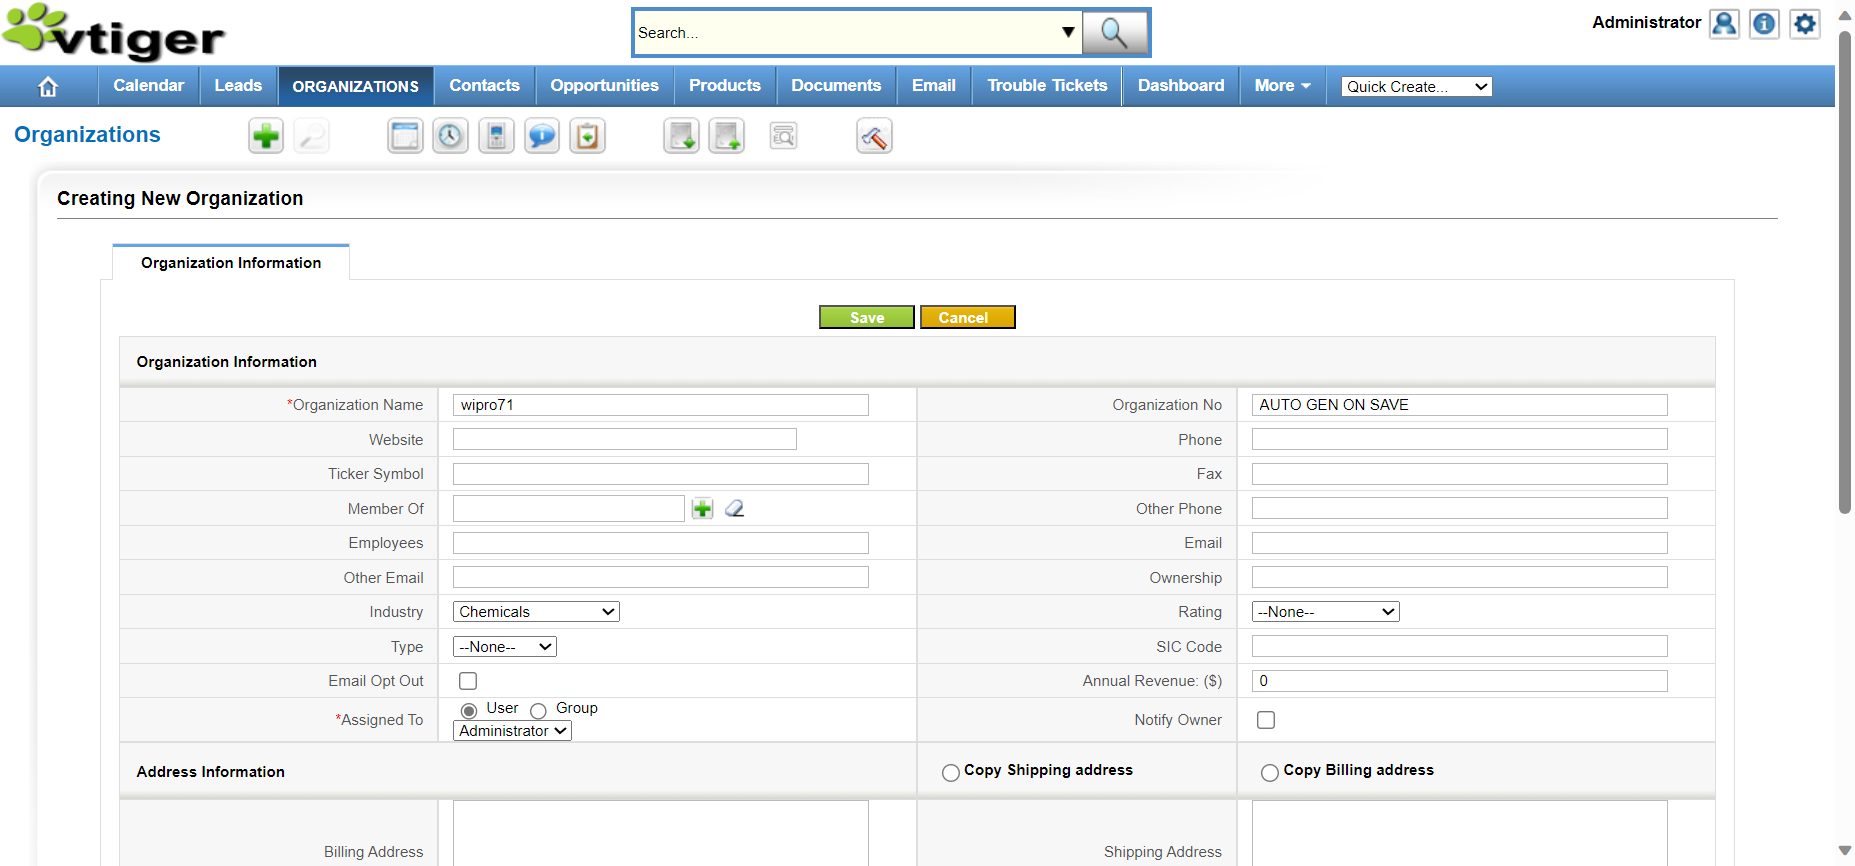 vtiger
Search...
Administrator
Calendar Leads ORGANIZATIONS Contacts Opportunities Products Documents Email Trouble Tickets Dashboard More Quick Create...
Organizations
Creating New Organization
Organization Information
Save Cancel
Organization Information
*Organization Name wipro71 Organization No AUTO GEN ON SAVE
Website Phone
Ticker Symbol Fax
Member Of Other Phone
Employees Email
Other Email Ownership
Industry Chemicals Rating --None--
Type --None-- SIC Code
Email Opt Out Annual Revenue: ($) 0
*Assigned To User Group Administrator Notify Owner
Address Information Copy Shipping address Copy Billing address
Billing Address Shipping Address